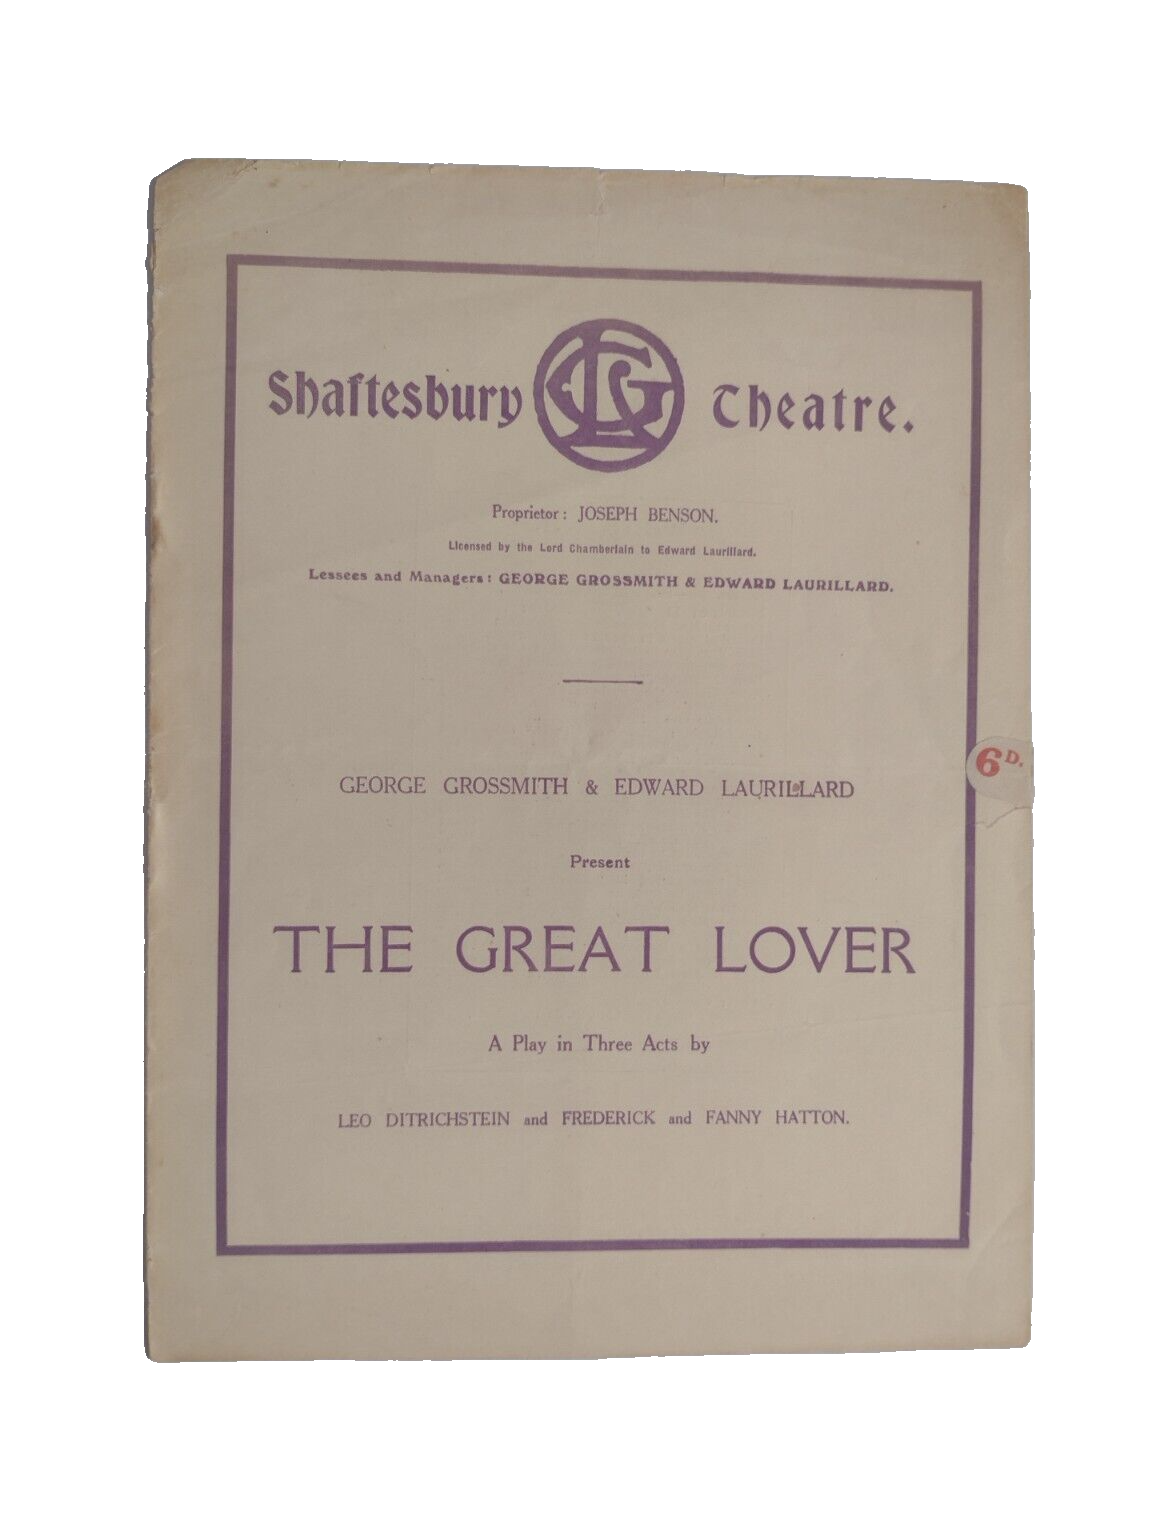 Shaftesbury GL Theatre.
Proprietor: JOSEPH BENSON.
Licensed by the Lord Chamberlain to Edward Laurillard.
Lessees and Managers: GEORGE GROSSMITH & EDWARD LAURILLARD.
GEORGE GROSSMITH & EDWARD LAURILLARD
Present
6D.
THE GREAT LOVER
A Play in Three Acts by
LEO DITRICHSTEIN and FREDERICK and FANNY HATTON.